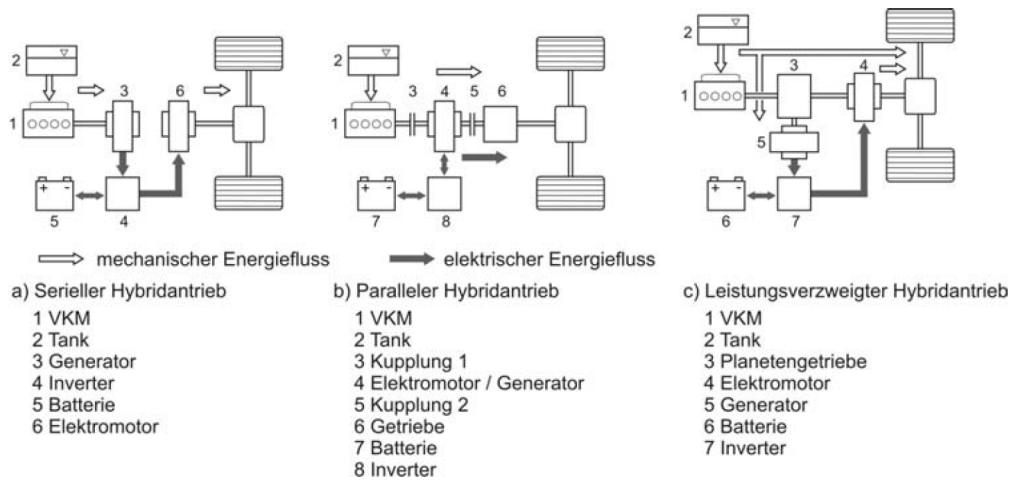 2
3
6
1
+ -
5
4
2
3
4
5
6
1
+ -
7
8
2
3
4
1
5
+ -
6
7
mechanischer Energiefluss
elektrischer Energiefluss
a) Serieller Hybridantrieb
1 VKM
2 Tank
3 Generator
4 Inverter
5 Batterie
6 Elektromotor
b) Paralleler Hybridantrieb
1 VKM
2 Tank
3 Kupplung 1
4 Elektromotor / Generator
5 Kupplung 2
6 Getriebe
7 Batterie
8 Inverter
c) Leistungsverzweigter Hybridantrieb
1 VKM
2 Tank
3 Planetengetriebe
4 Elektromotor
5 Generator
6 Batterie
7 Inverter